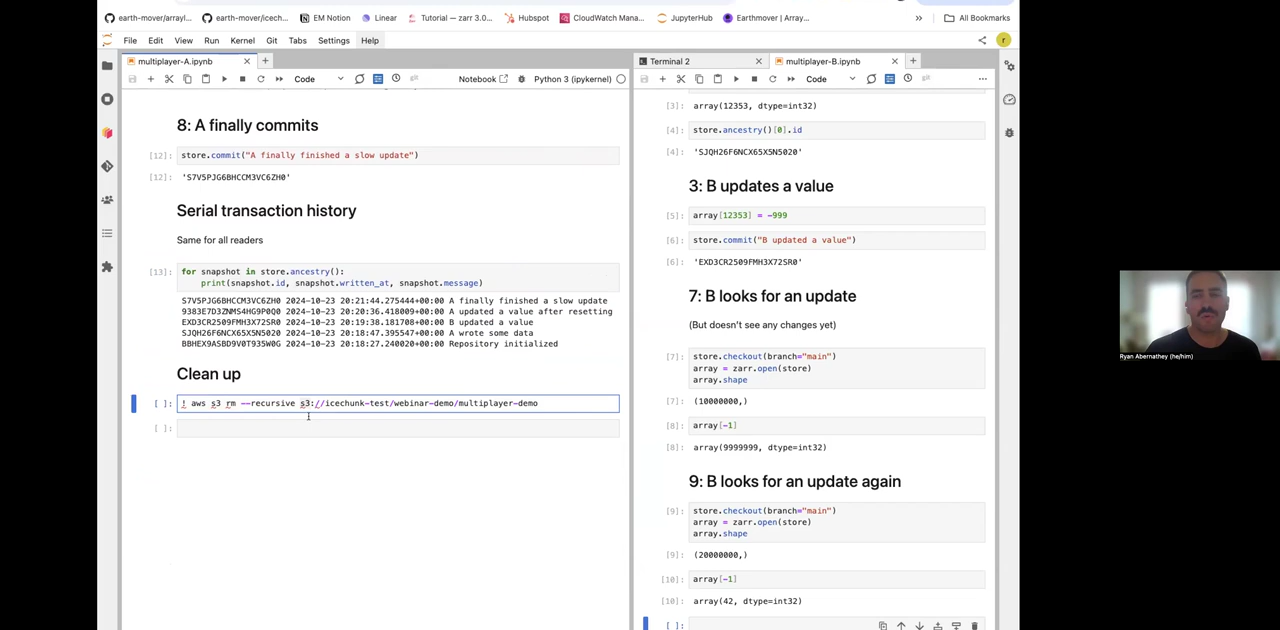 earth-mover/arrayl...
earth-mover/icech...
EM Notion
Linear
Tutorial — zarr 3.0...
Hubspot
CloudWatch Mana...
JupyterHub
Earthmover | Array...
»
All Bookmarks
File Edit View Run Kernel Git Tabs Settings Help
r
multiplayer-A.ipynb
Code
Notebook
Python 3 (ipykernel)
8: A finally commits
[12]: store.commit("A finally finished a slow update")
[12]: 'S7V5PJG6BHCCM3VC6ZH0'
Serial transaction history
Same for all readers
[13]: for snapshot in store.ancestry():
print(snapshot.id, snapshot.written_at, snapshot.message)
S7V5PJG6BHCCM3VC6ZH0 2024-10-23 20:21:44.275444+00:00 A finally finished a slow update
9383E7D3ZNMS4HG9P0Q0 2024-10-23 20:20:36.418009+00:00 A updated a value after resetting
EXD3CR2509FMH3X72SR0 2024-10-23 20:19:38.181708+00:00 B updated a value
SJQH26F6NCX65X5N5020 2024-10-23 20:18:47.395547+00:00 A wrote some data
BBHEX9ASBD9V0T935W0G 2024-10-23 20:18:27.240020+00:00 Repository initialized
Clean up
[ ]: ! aws s3 rm --recursive s3://icechunk-test/webinar-demo/multiplayer-demo
[ ]:
Terminal 2
multiplayer-B.ipynb
Code
[3]: array(12353, dtype=int32)
[4]: store.ancestry()[0].id
[4]: 'SJQH26F6NCX65X5N5020'
3: B updates a value
[5]: array[12353] = -999
[6]: store.commit("B updated a value")
[6]: 'EXD3CR2509FMH3X72SR0'
7: B looks for an update
(But doesn't see any changes yet)
[7]: store.checkout(branch="main")
array = zarr.open(store)
array.shape
[7]: (10000000,)
[8]: array[-1]
[8]: array(9999999, dtype=int32)
9: B looks for an update again
[9]: store.checkout(branch="main")
array = zarr.open(store)
array.shape
[9]: (20000000,)
[10]: array[-1]
[10]: array(42, dtype=int32)
[ ]:
Ryan Abernathey (he/him)